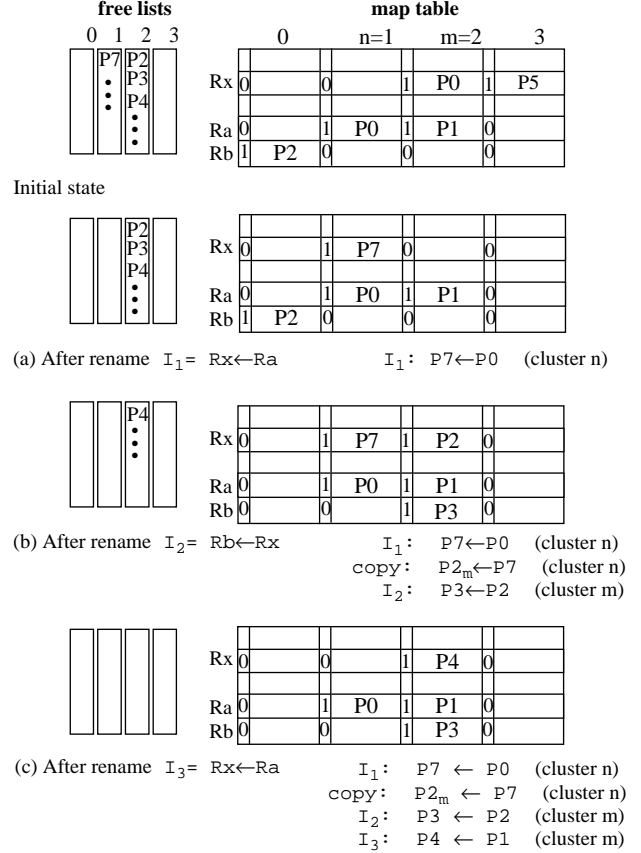 free lists map table
0 1 2 3 0 n=1 m=2 3
P7 P2
P3
P4
Rx 0 0 1 P0 1 P5
Ra 0 1 P0 1 P1 0
Rb 1 P2 0 0 0
Initial state
P2
P3
P4
Rx 0 1 P7 0 0
Ra 0 1 P0 1 P1 0
Rb 1 P2 0 0 0
(a) After rename I1= Rx←Ra I1: P7←P0 (cluster n)
P4
Rx 0 1 P7 1 P2 0
Ra 0 1 P0 1 P1 0
Rb 0 0 1 P3
(b) After rename I2= Rb←Rx I1: P7←P0 (cluster n)
copy: P2m←P7 (cluster n)
I2: P3←P2 (cluster m)
Rx 0 0 1 P4 0
Ra 0 1 P0 1 P1 0
Rb 0 0 1 P3
(c) After rename I3= Rx←Ra I1: P7 ← P0 (cluster n)
copy: P2m ← P7 (cluster n)
I2: P3 ← P2 (cluster m)
I3: P4 ← P1 (cluster m)